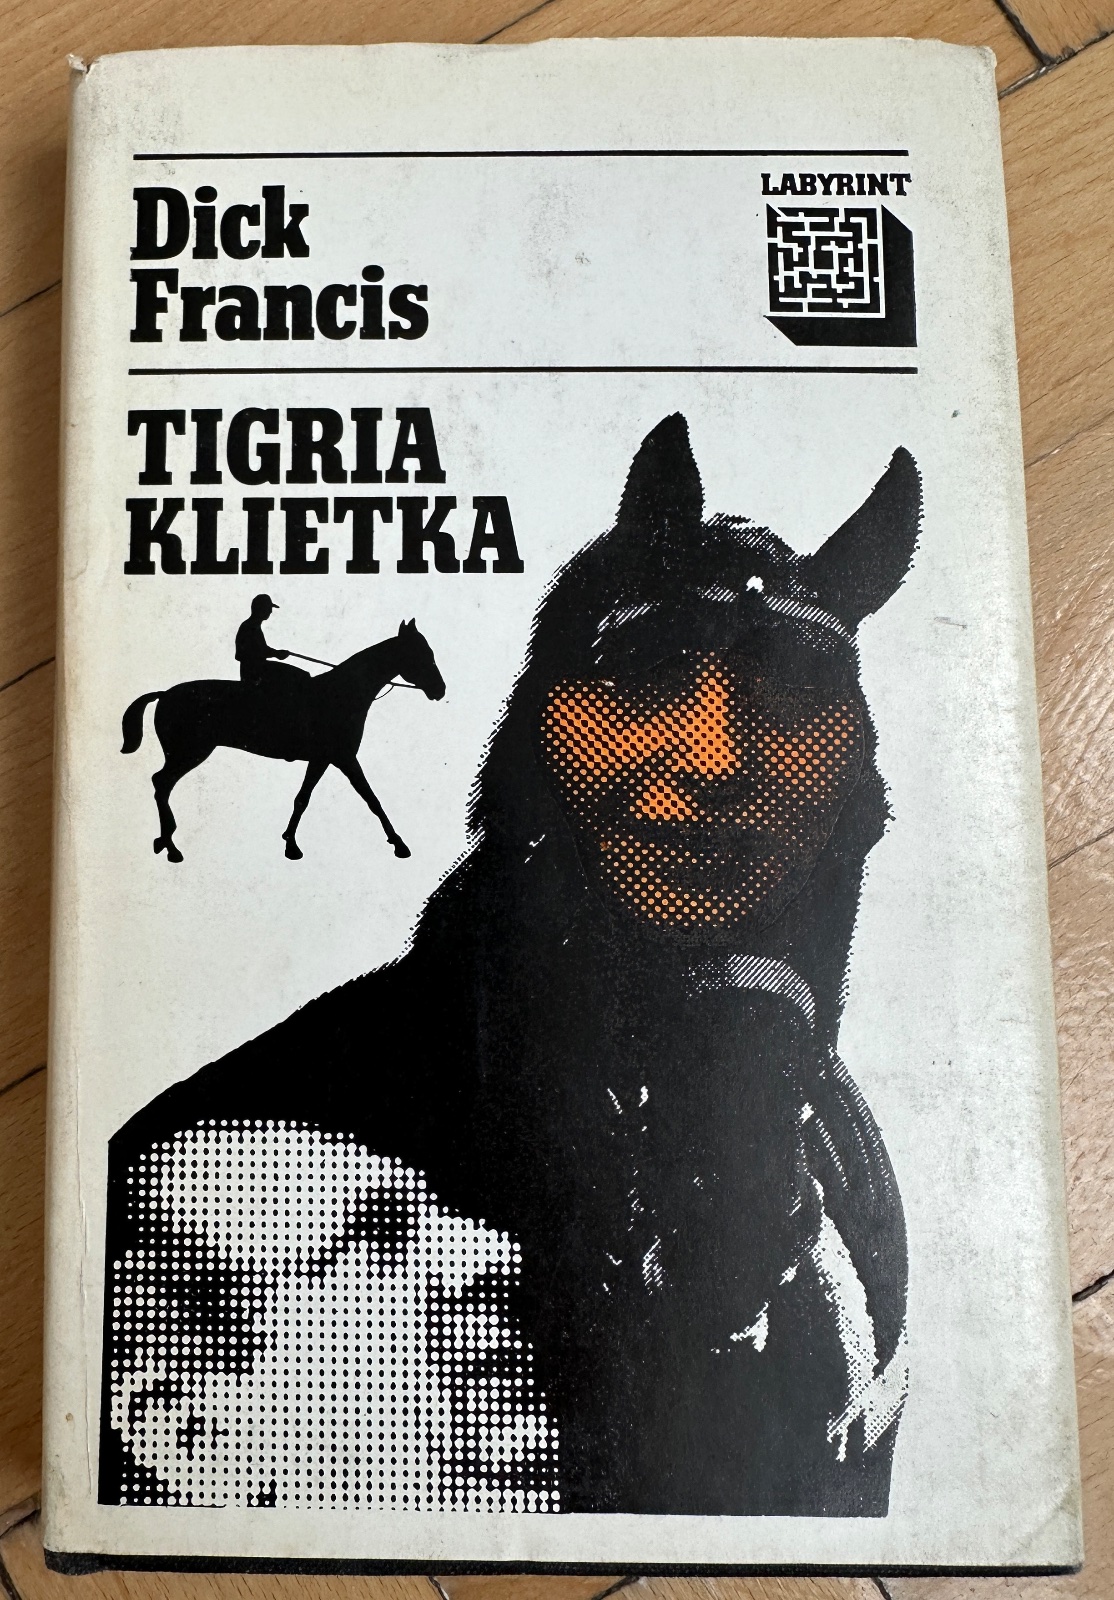 Dick
Francis
LABYRINT
TIGRIA
KLIETKA